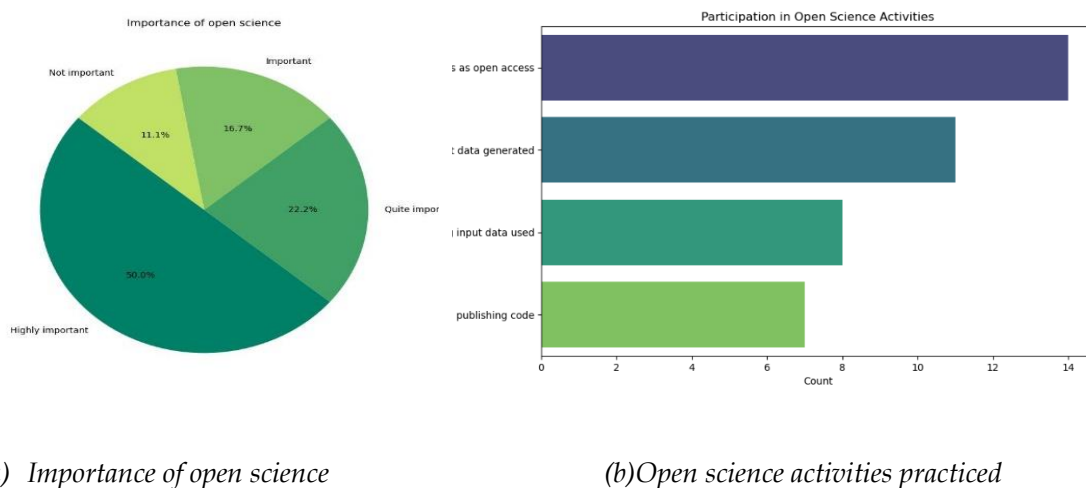 Importance of open science
Important
Not important
11.1%
16.7%
22.2%
Quite impor
50.0%
Highly important
Participation in Open Science Activities
s as open access
data generated
input data used
publishing code
0 2 4 6 8 10 12 14
Count
) Importance of open science
(b)Open science activities practiced